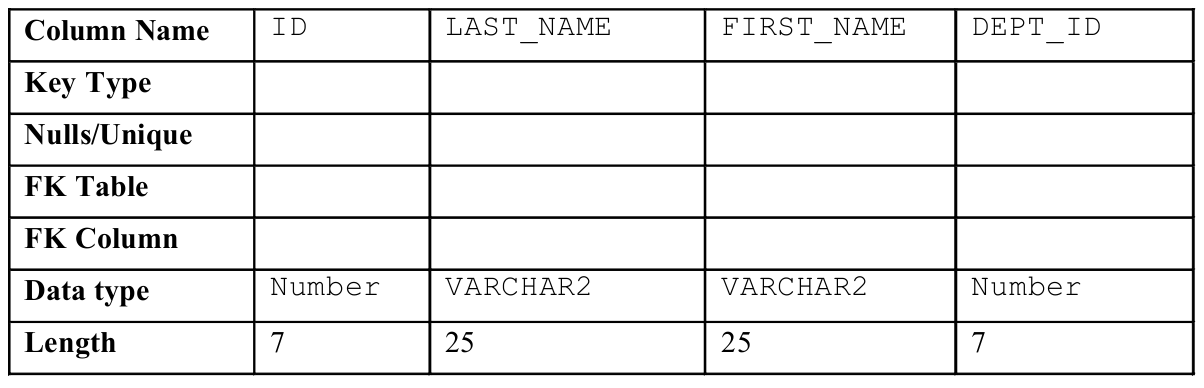 Column Name ID LAST_NAME FIRST_NAME DEPT_ID
Key Type
Nulls/Unique
FK Table
FK Column
Data type Number VARCHAR2 VARCHAR2 Number
Length 7 25 25 7